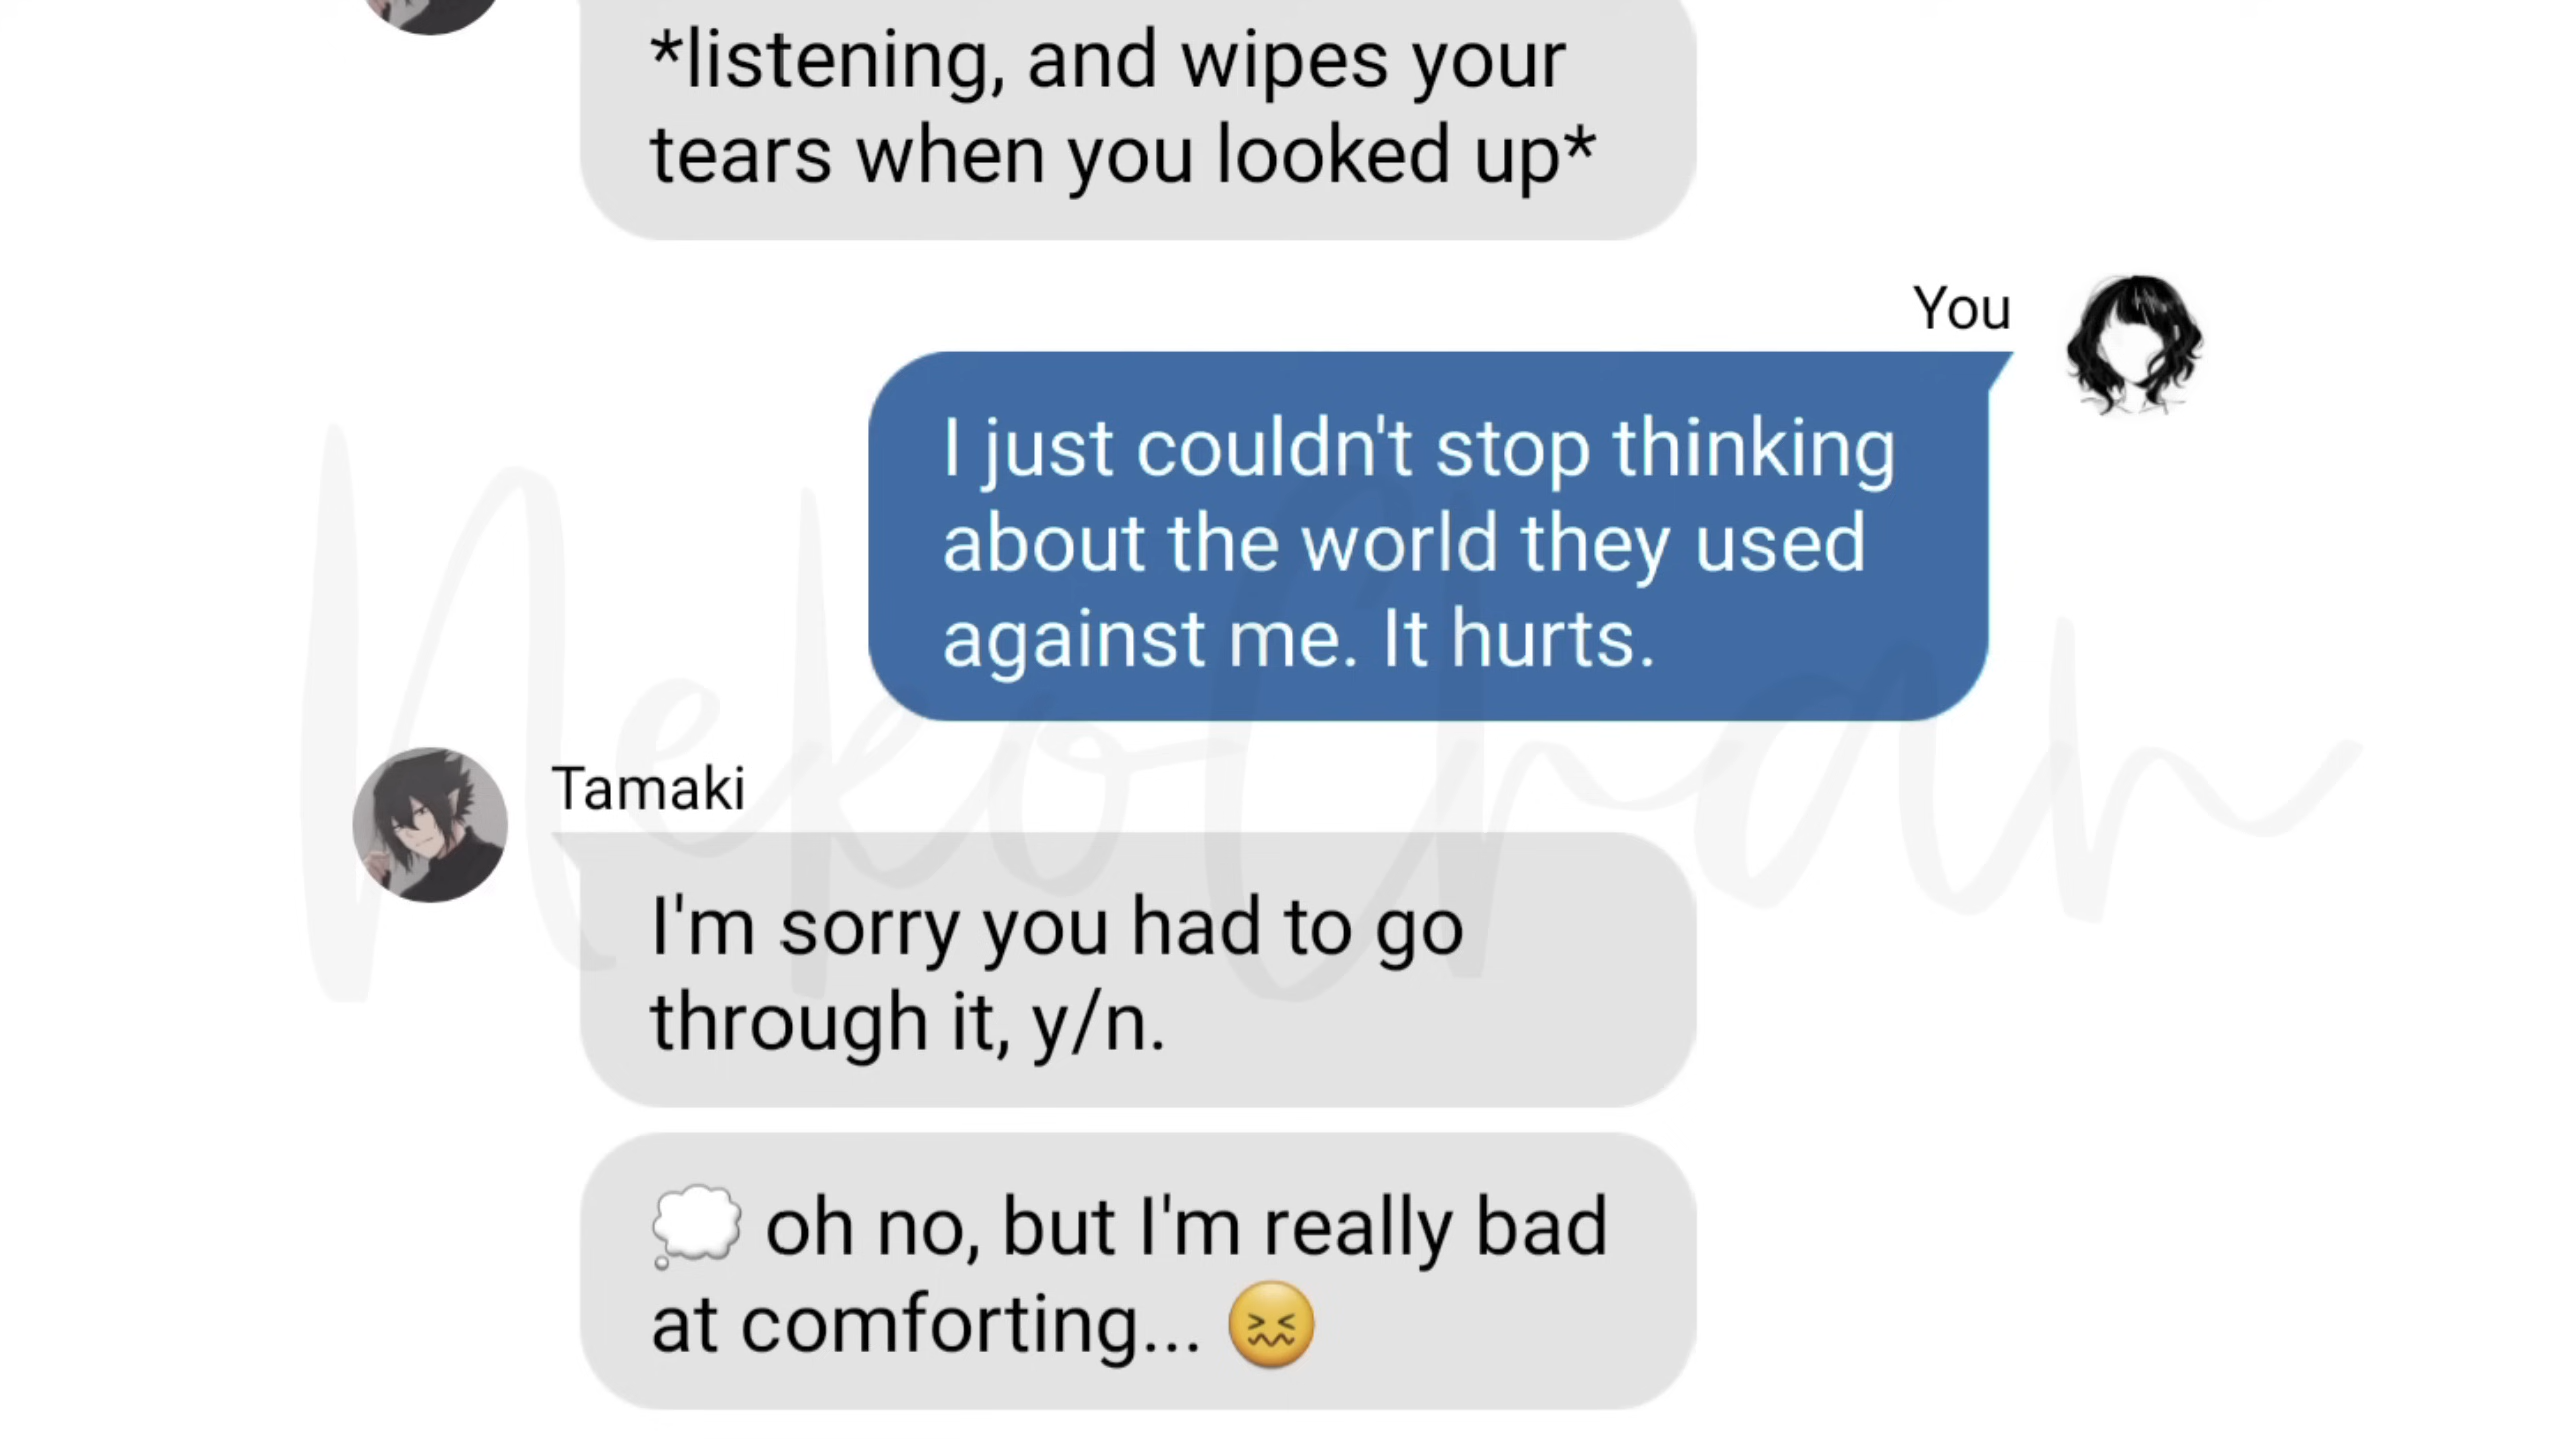 *listening, and wipes your
tears when you looked up*
You
I just couldn't stop thinking
about the world they used
against me. It hurts.
Tamaki
I'm sorry you had to go
through it, y/n.
💭 oh no, but I'm really bad
at comforting... 😖
NekoChan